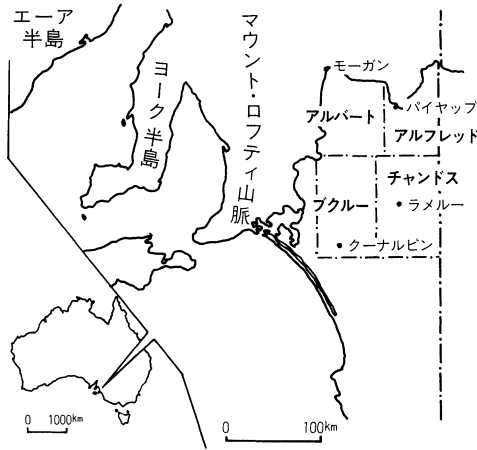 エーア
半島
ヨーク半島
マウント・ロフティ山脈
モーガン
パイヤップ
アルバート
アルフレッド
チャンドス
ブクルー
ラメルー
クーナルピン
0 1000km
0 100km